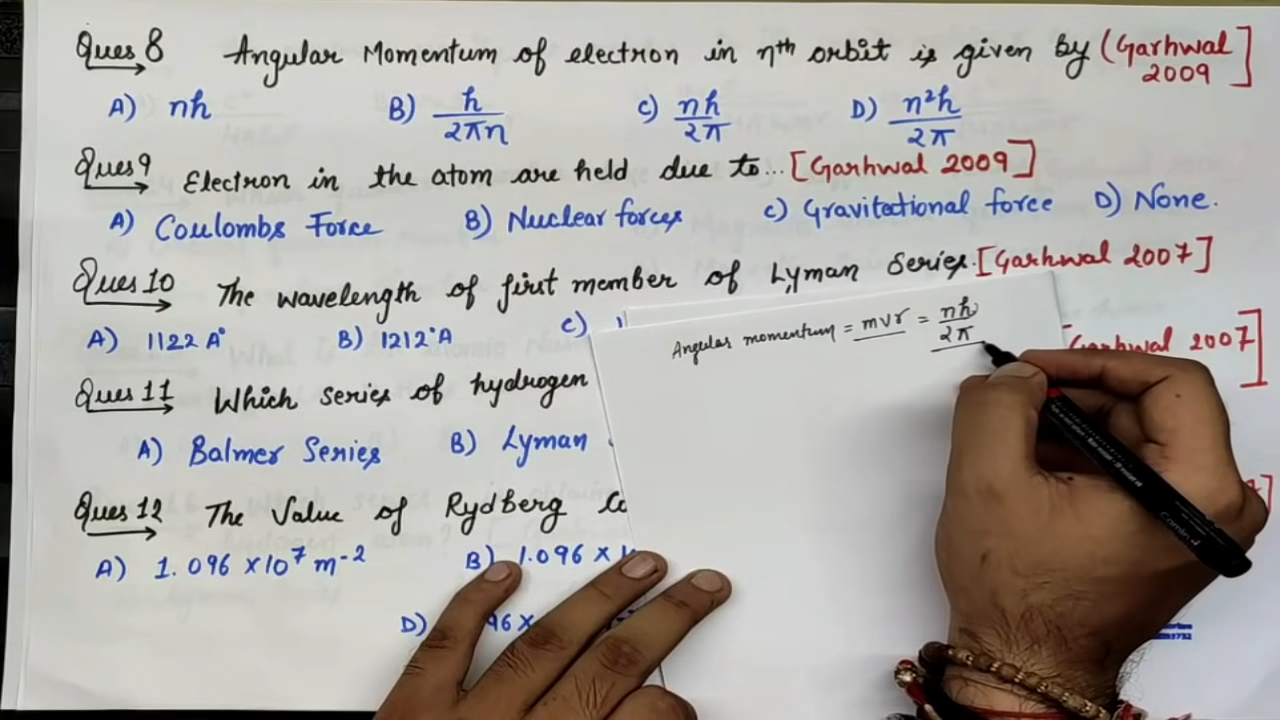 Ques 8 Angular Momentum of electron in nth orbit is given by (Garhwal 2009]
A) nh B) h/2πn C) nh/2π D) n²h/2π
Ques 9 Electron in the atom are held due to... [Garhwal 2009]
A) Coulombs Force B) Nuclear forces C) Gravitational force D) None.
Ques 10 The wavelength of first member of Lyman Series. [Garhwal 2007]
A) 1122 A° B) 1212°A C) 1
Angular momentum = mvr = nh/2π
Garhwal 2007]
Ques 11 Which series of hydrogen
A) Balmer Series B) Lyman
Ques 12 The Value of Rydberg Co
A) 1.096 × 10⁷ m⁻² B) 1.096 ×
D) 96 ×